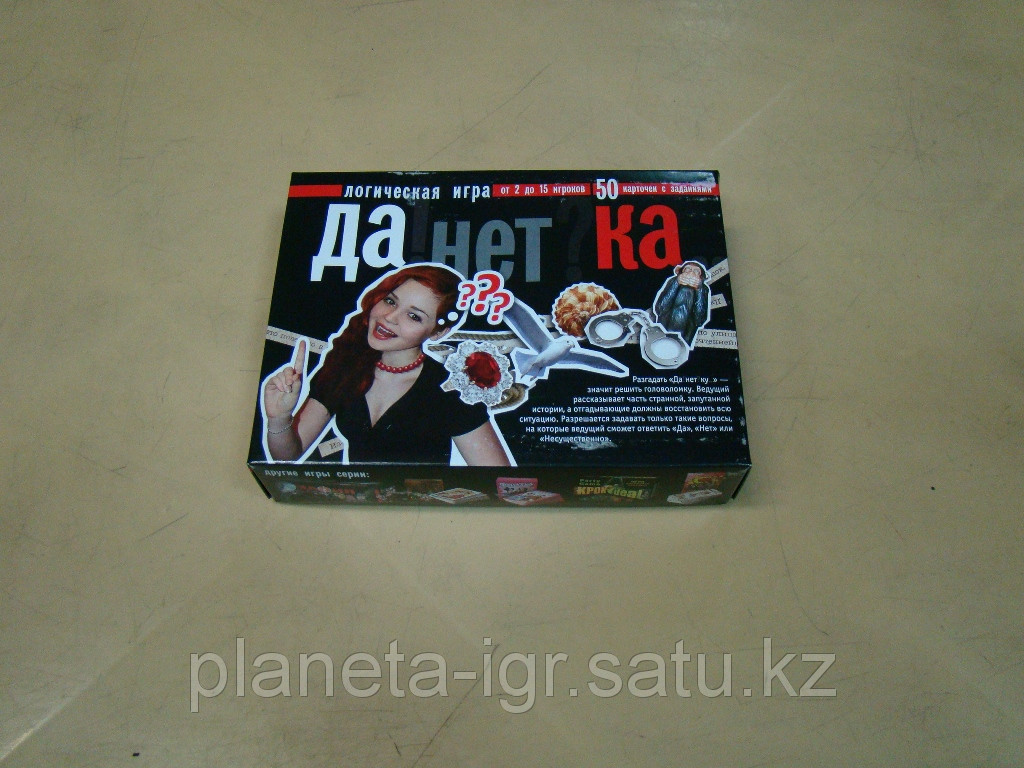 логическая игра от 2 до 15 игроков 50 карточек с заданиями
да!нет?ка...
???
Разгадать «Да нет ку...» —
значит решить головоломку. Ведущий
рассказывает часть странной, запутанной
истории, а отгадывающие должны восстановить всю
ситуацию. Разрешается задавать только такие вопросы,
на которые ведущий сможет ответить «Да», «Нет» или
«Несущественно».
другие игры серии:
planeta-igr.satu.kz